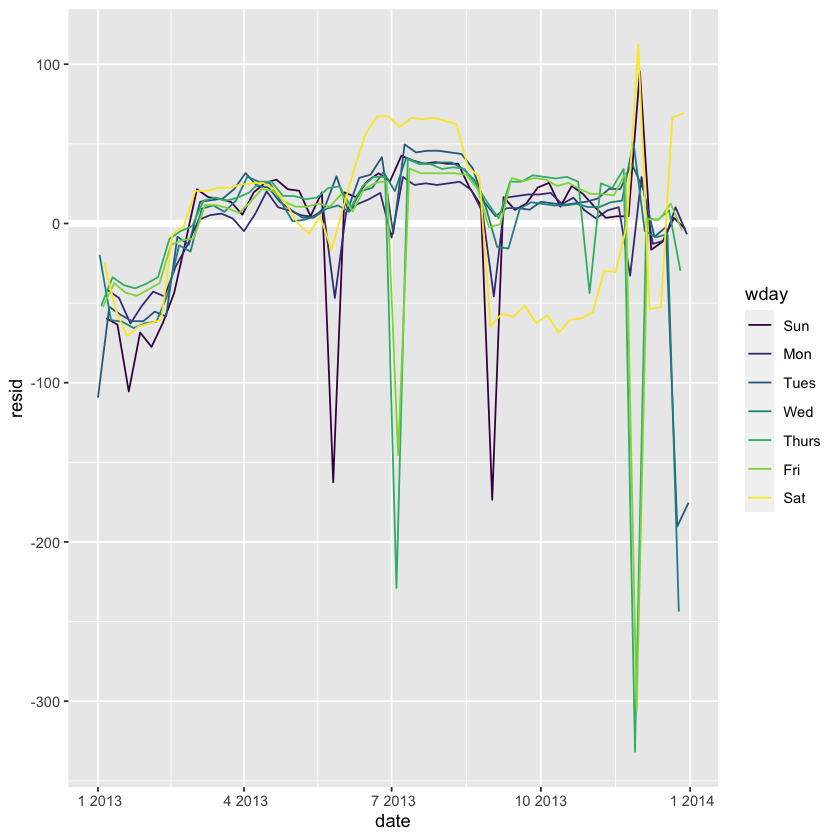 100
0
-100
-200
-300
resid
1 2013
4 2013
7 2013
10 2013
1 2014
date
wday
Sun
Mon
Tues
Wed
Thurs
Fri
Sat